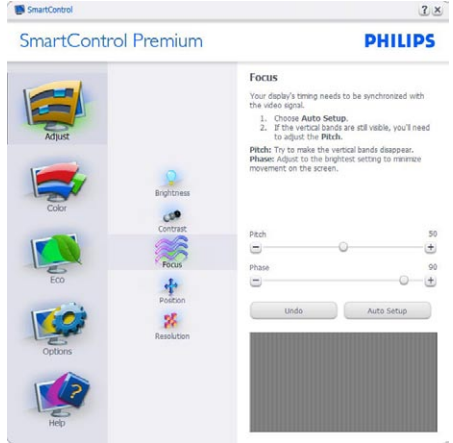 SmartControl
SmartControl Premium
PHILIPS
Adjust
Color
Eco
Options
Help
Brightness
Contrast
Focus
Position
Resolution
Focus
Your display's timing needs to be synchronized with
the video signal.
1. Choose Auto Setup.
2. If the vertical bands are still visible, you'll need
to adjust the Pitch.
Pitch: Try to make the vertical bands disappear.
Phase: Adjust to the brightest setting to minimize
movement on the screen.
Pitch 50
Phase 90
Undo Auto Setup